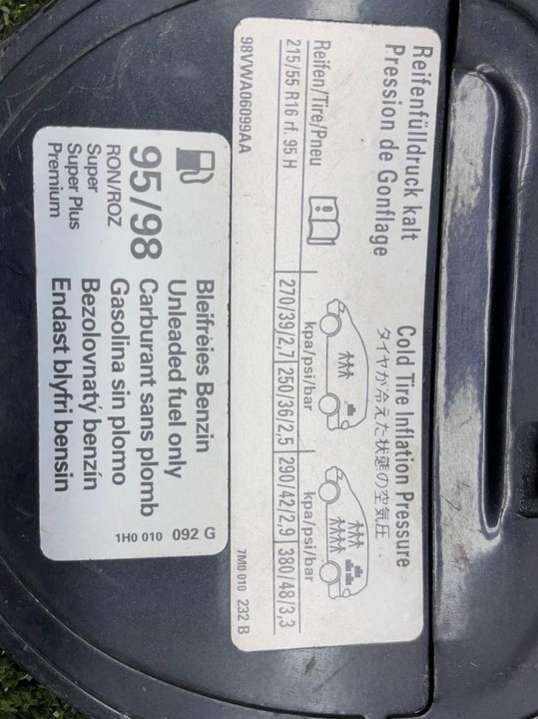 Reifenfülldruck kalt
Pression de Gonflage
Cold Tire Inflation Pressure
タイヤが冷えた状態の空気圧
Reifen/Tire/Pneu
kpa/psi/bar
kpa/psi/bar
215/55 R16 rf. 95 H
270/39/2,7
250/36/2,5
290/42/2,9
380/48/3,3
98VWA06099AA
7M0 010 232 B
95/98
RON/ROZ
Super
Super Plus
Premium
Bleifreies Benzin
Unleaded fuel only
Carburant sans plomb
Gasolina sin plomo
Bezolovnatý benzín
Endast blyfri bensin
1H0 010 092 G